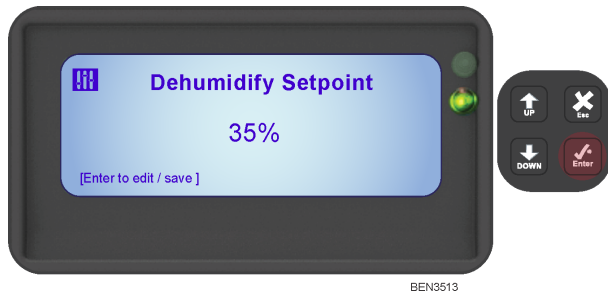 Dehumidify Setpoint
35%
[Enter to edit / save ]
UP
Esc
DOWN
Enter
BEN3513